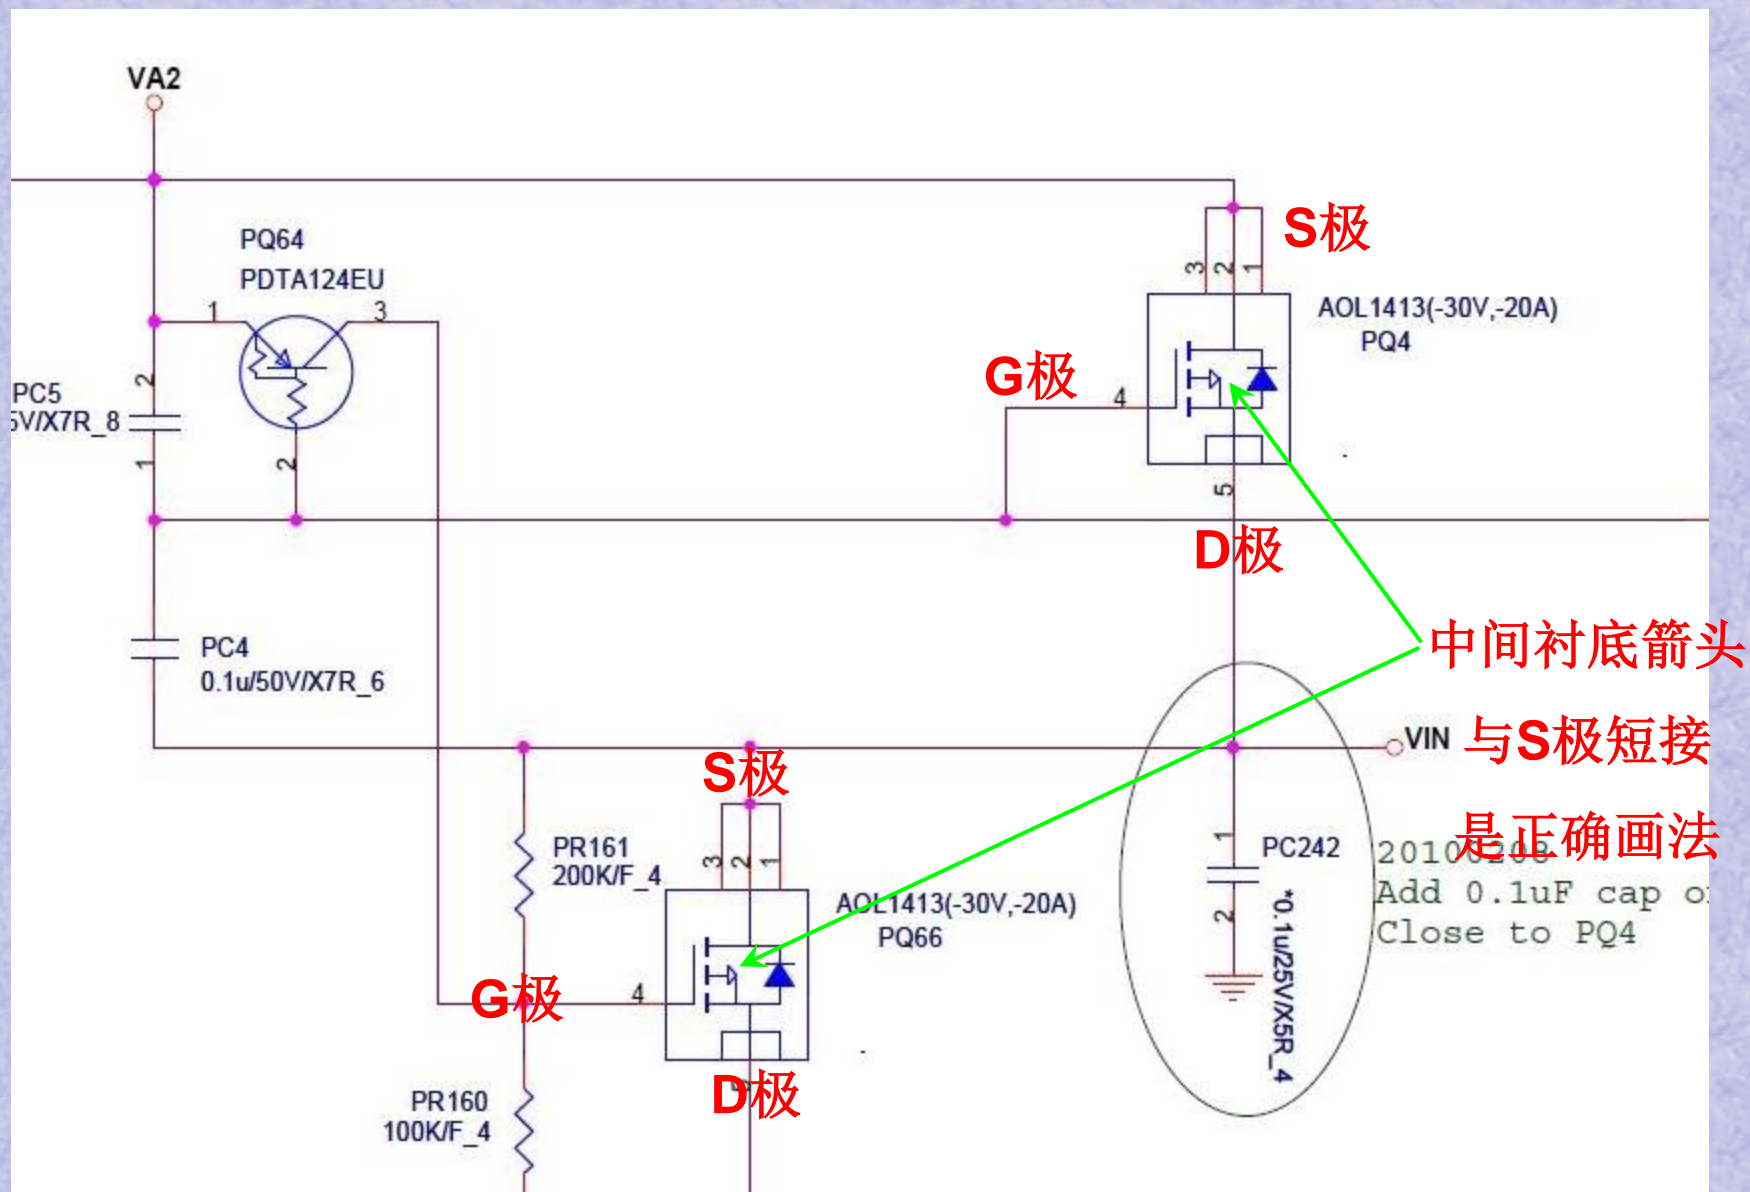 VA2
S极
PQ64
PDTA124EU
3
2
1
1
3
AOL1413(-30V,-20A)
PQ4
G极
4
2
PC5
5V/X7R_8
1
2
5
D极
中间衬底箭头
PC4
0.1u/50V/X7R_6
VIN
与S极短接
S极
是正确画法
PR161
200K/F_4
3
2
1
1
PC242
20100208
AOL1413(-30V,-20A)
PQ66
2
*0.1u/25V/X5R_4
Add 0.1uF cap
Close to PQ4
G极
4
D极
PR160
100K/F_4